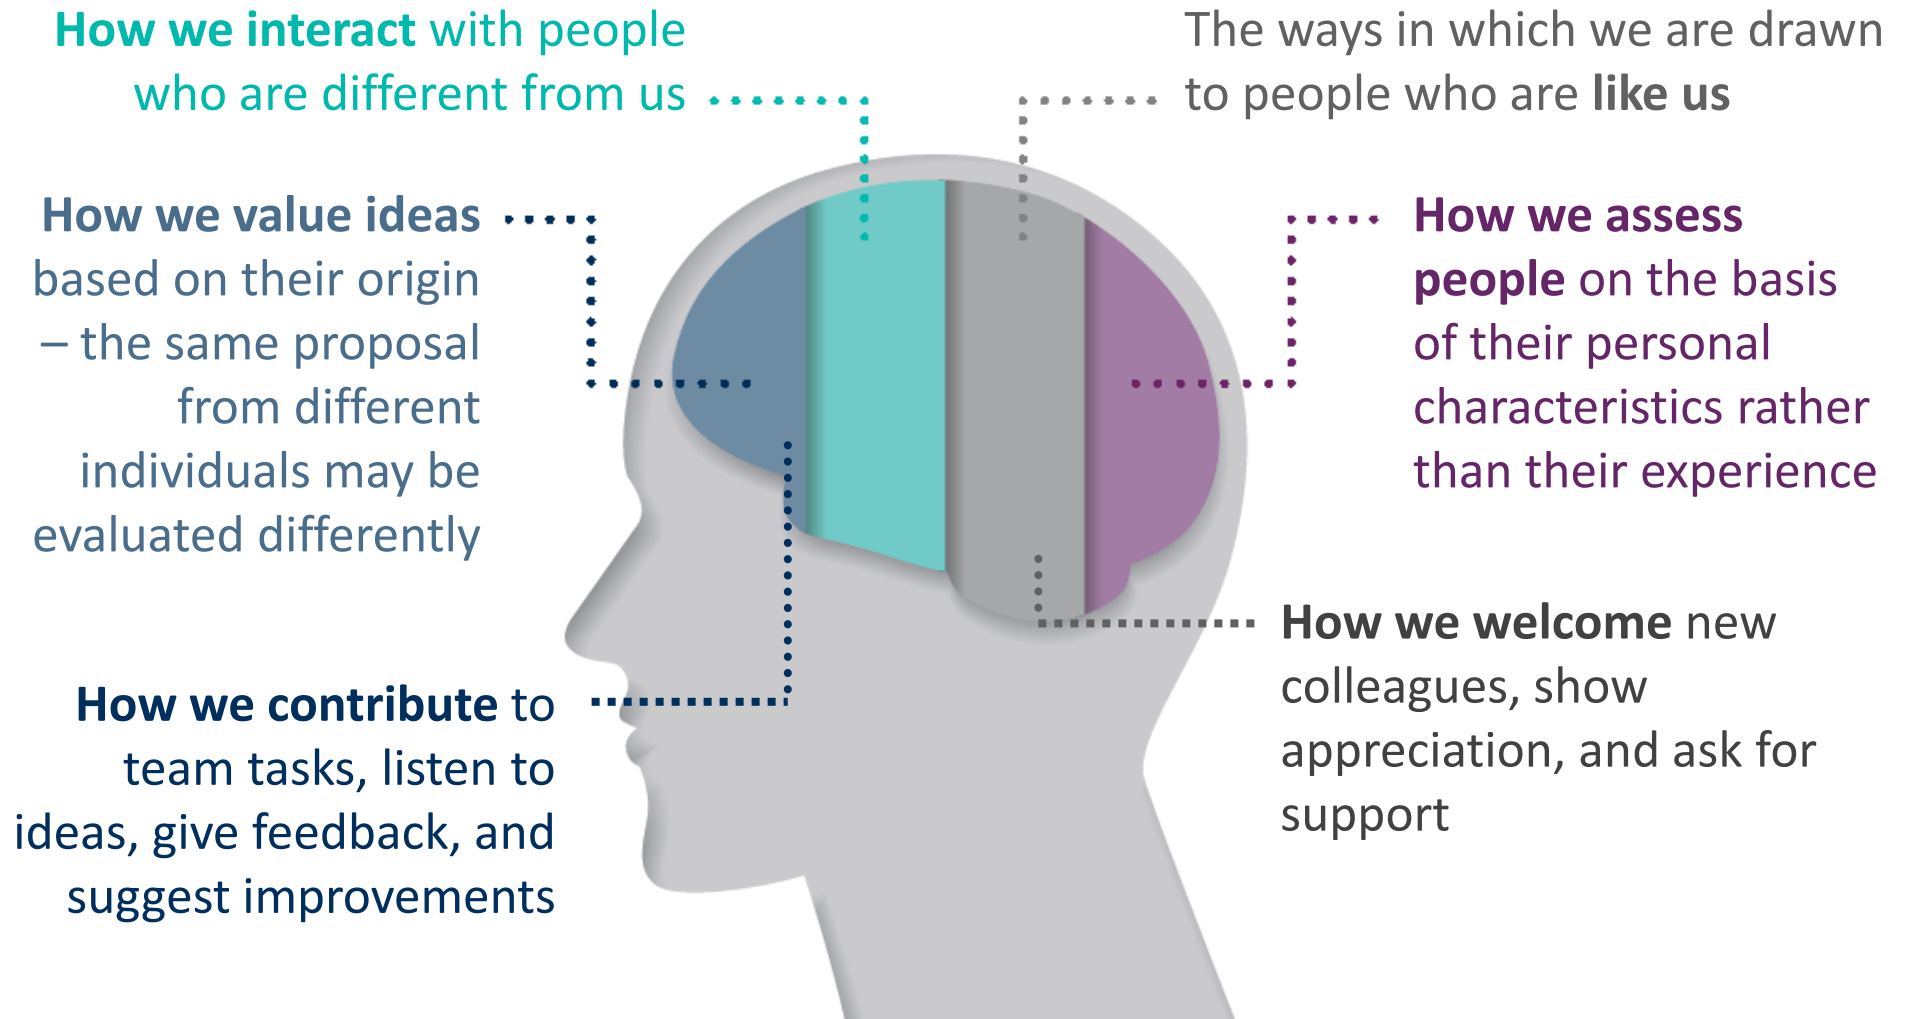 How we interact with people
who are different from us
The ways in which we are drawn
to people who are like us
How we value ideas
based on their origin
– the same proposal
from different
individuals may be
evaluated differently
How we assess
people on the basis
of their personal
characteristics rather
than their experience
How we contribute to
team tasks, listen to
ideas, give feedback, and
suggest improvements
How we welcome new
colleagues, show
appreciation, and ask for
support